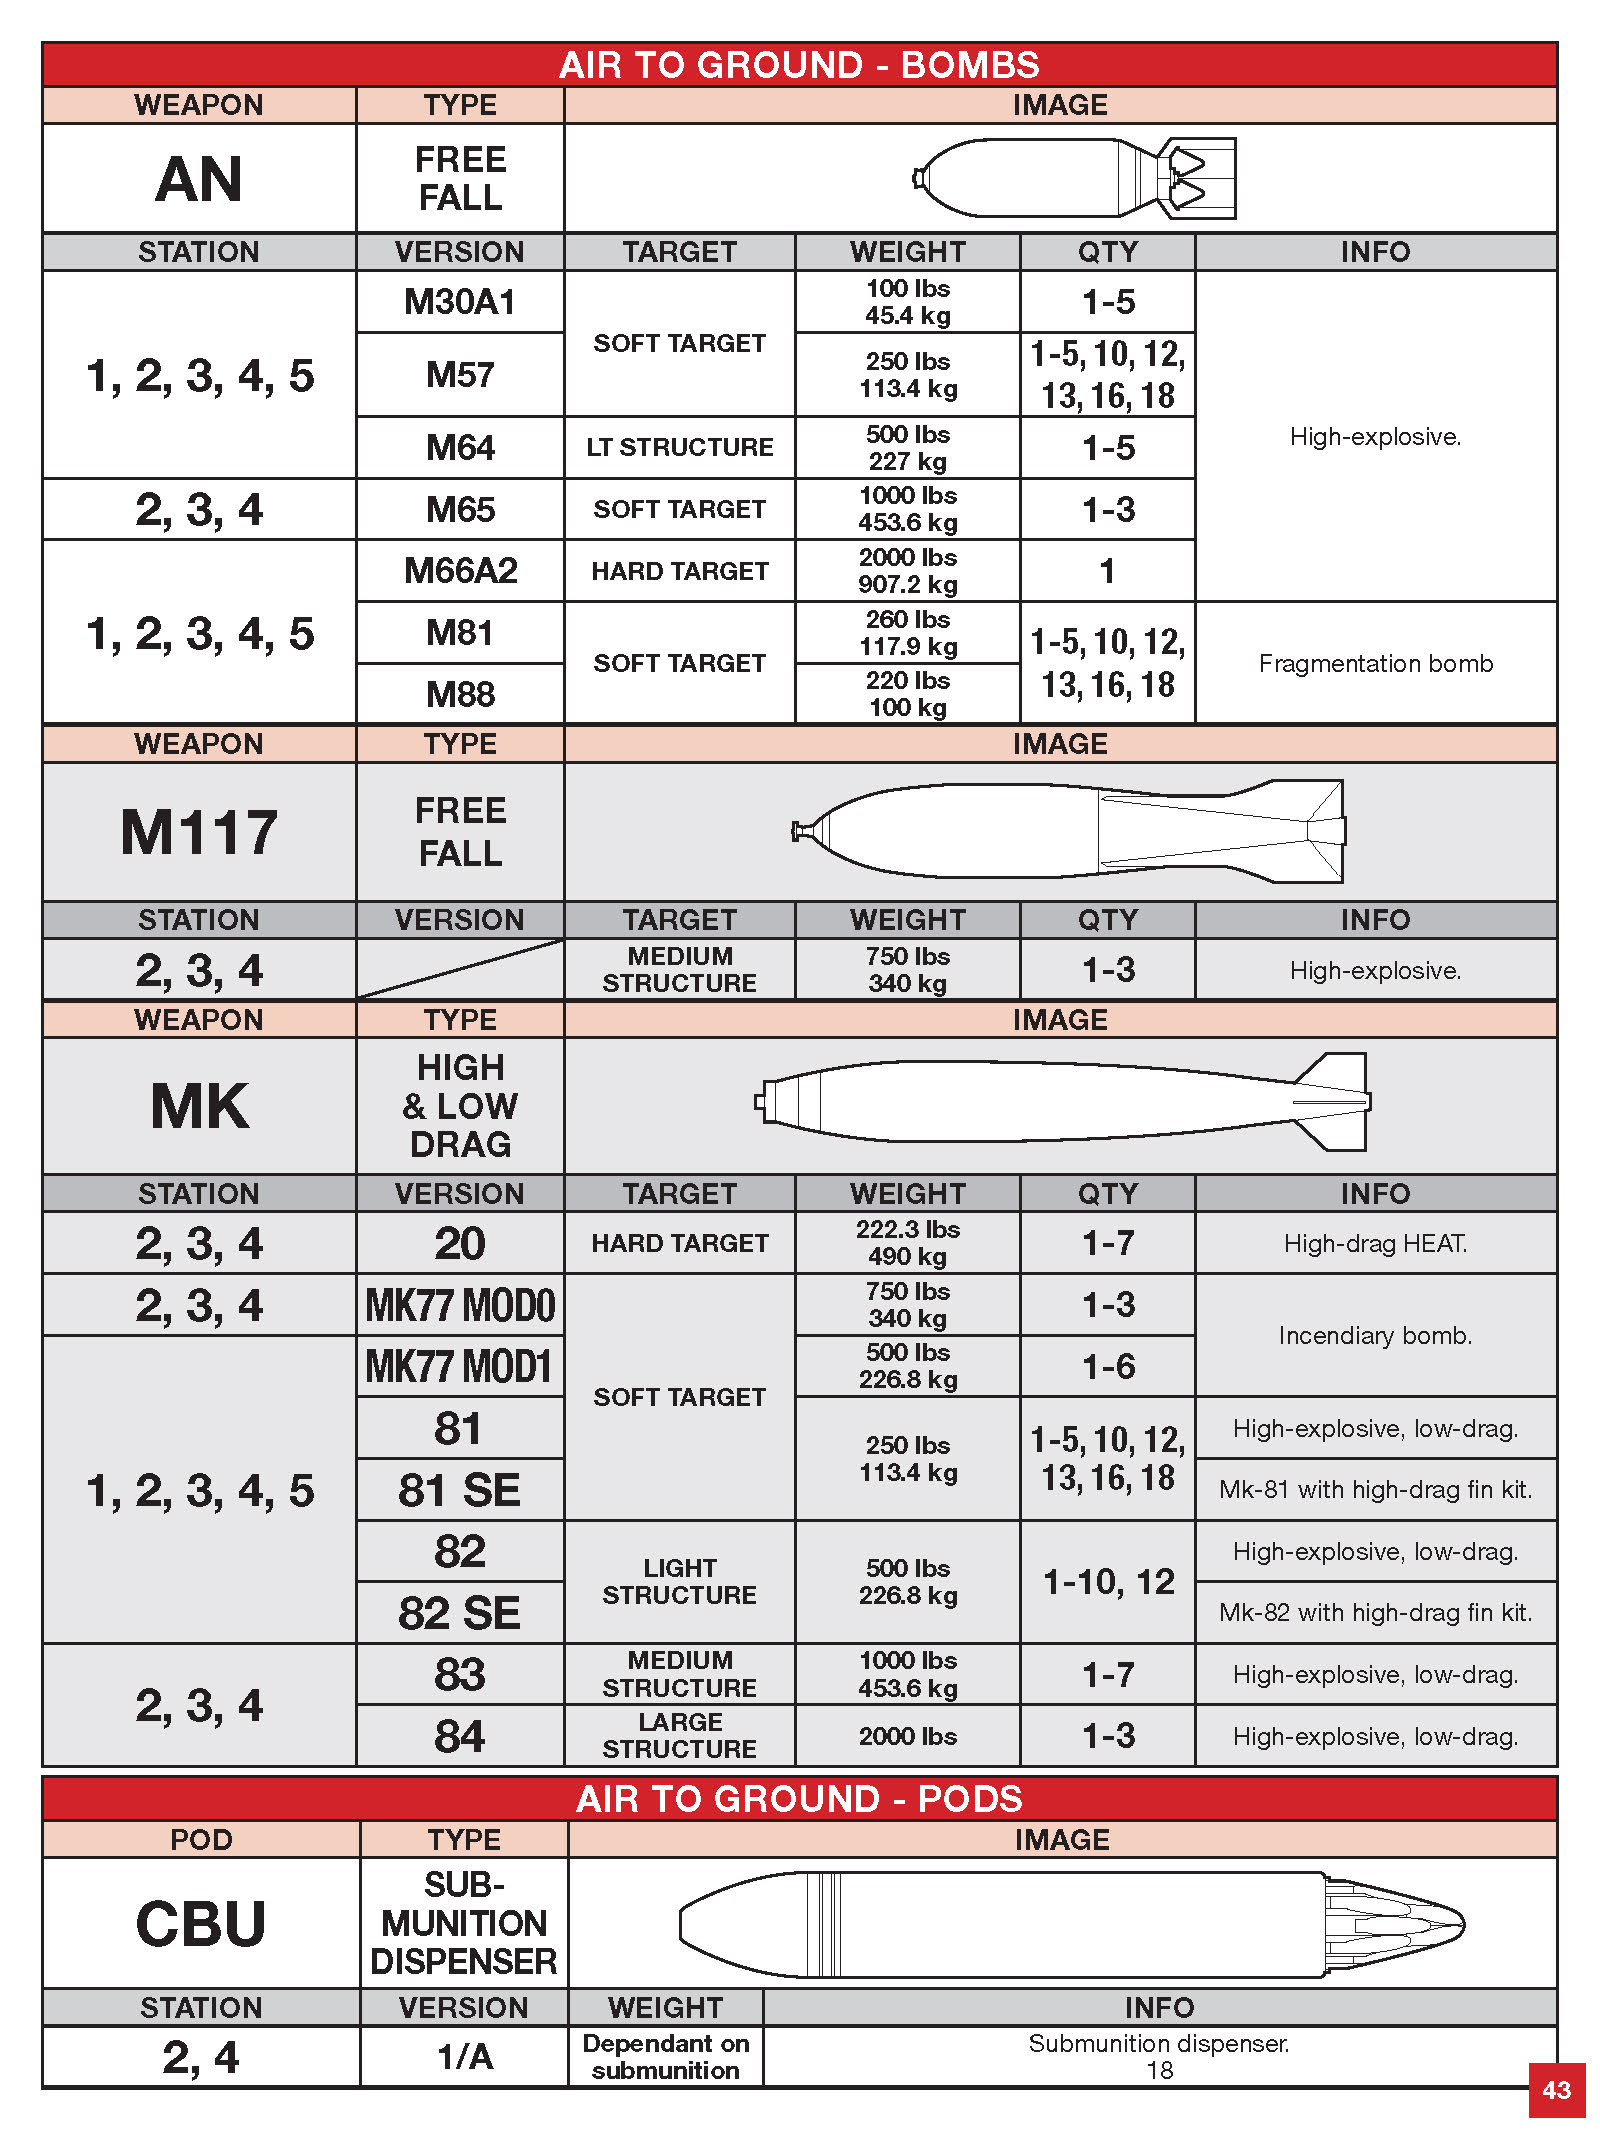 AIR TO GROUND - BOMBS
WEAPON TYPE IMAGE
AN FREE
FALL
STATION VERSION TARGET WEIGHT QTY INFO
1, 2, 3, 4, 5
M30A1
SOFT TARGET
100 lbs
45.4 kg
1-5
High-explosive.
M57
250 lbs
113.4 kg
1-5, 10, 12,
13, 16, 18
M64
LT STRUCTURE
500 lbs
227 kg
1-5
2, 3, 4
M65
SOFT TARGET
1000 lbs
453.6 kg
1-3
1, 2, 3, 4, 5
M66A2
HARD TARGET
2000 lbs
907.2 kg
1
M81
SOFT TARGET
260 lbs
117.9 kg
1-5, 10, 12,
13, 16, 18
Fragmentation bomb
M88
220 lbs
100 kg
WEAPON TYPE IMAGE
M117 FREE
FALL
STATION VERSION TARGET WEIGHT QTY INFO
2, 3, 4
MEDIUM
STRUCTURE
750 lbs
340 kg
1-3
High-explosive.
WEAPON TYPE IMAGE
MK
HIGH
& LOW
DRAG
STATION VERSION TARGET WEIGHT QTY INFO
2, 3, 4
20
HARD TARGET
222.3 lbs
490 kg
1-7
High-drag HEAT.
2, 3, 4
MK77 MOD0
SOFT TARGET
750 lbs
340 kg
1-3
Incendiary bomb.
1, 2, 3, 4, 5
MK77 MOD1
500 lbs
226.8 kg
1-6
81
250 lbs
113.4 kg
1-5, 10, 12,
13, 16, 18
High-explosive, low-drag.
81 SE
Mk-81 with high-drag fin kit.
82
LIGHT
STRUCTURE
500 lbs
226.8 kg
1-10, 12
High-explosive, low-drag.
82 SE
Mk-82 with high-drag fin kit.
2, 3, 4
83
MEDIUM
STRUCTURE
1000 lbs
453.6 kg
1-7
High-explosive, low-drag.
84
LARGE
STRUCTURE
2000 lbs
1-3
High-explosive, low-drag.
AIR TO GROUND - PODS
POD TYPE IMAGE
CBU
SUB-
MUNITION
DISPENSER
STATION VERSION WEIGHT INFO
2, 4
1/A
Dependant on
submunition
Submunition dispenser.
18
43